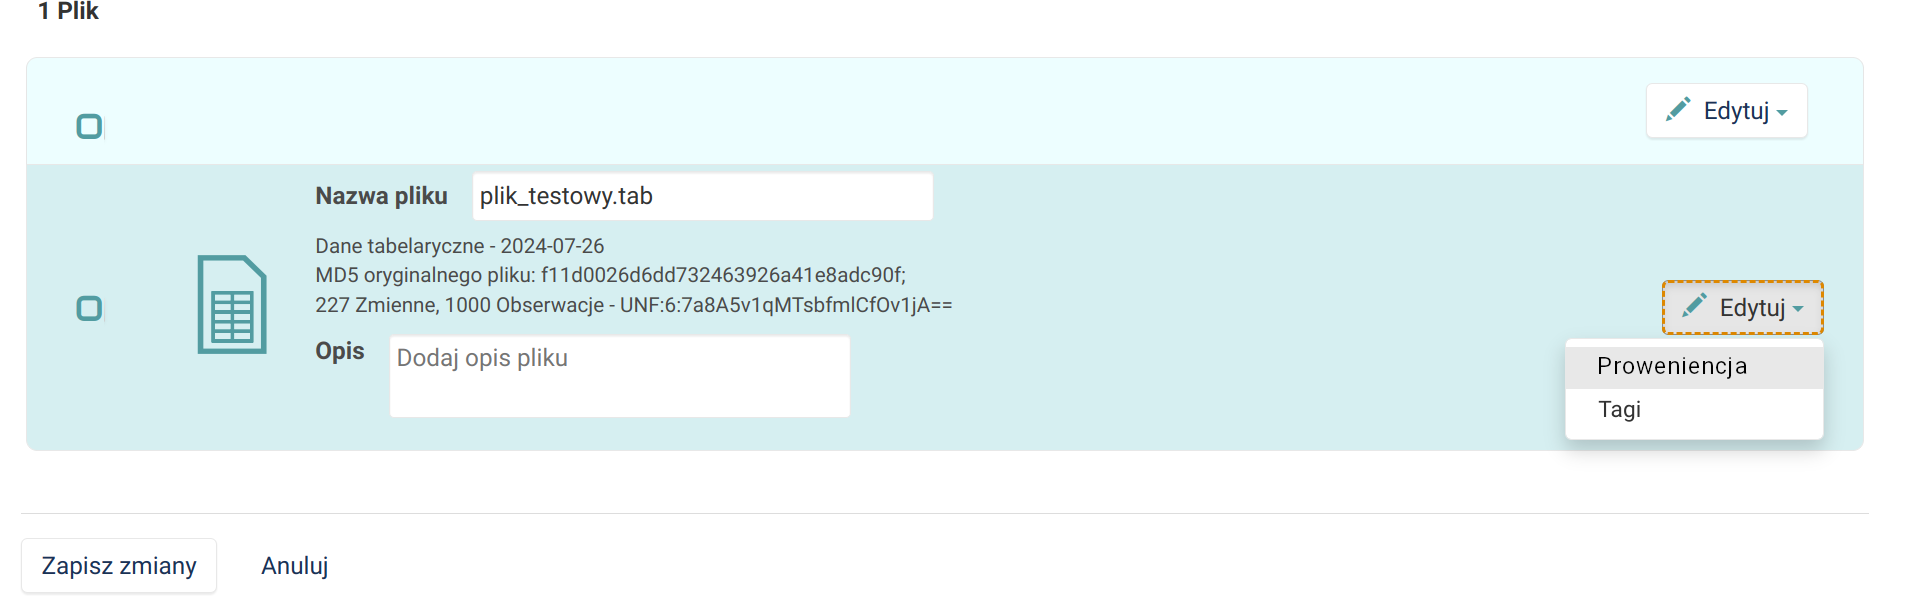 1 Plik
Edytuj
Nazwa pliku plik_testowy.tab
Dane tabelaryczne - 2024-07-26
MD5 oryginalnego pliku: f11d0026d6dd732463926a41e8adc90f;
227 Zmienne, 1000 Obserwacje - UNF:6:7a8A5v1qMTsbfmlCfOv1jA==
Edytuj
Opis Dodaj opis pliku
Proweniencja
Tagi
Zapisz zmiany Anuluj